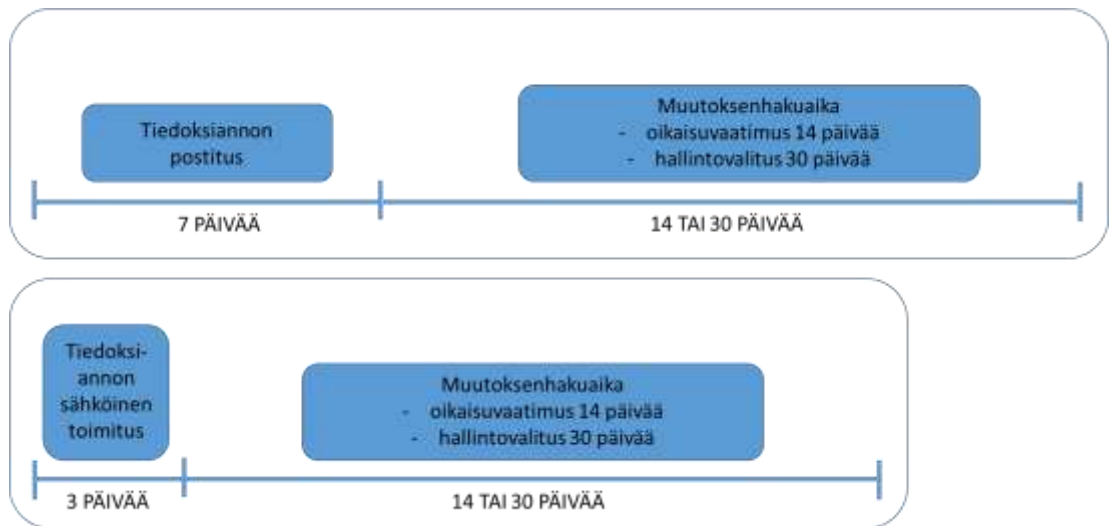 Tiedoksiannon
postitus
Muutoksenhakuaika
- oikaisuvaatimus 14 päivää
- hallintovalitus 30 päivää
7 PÄIVÄÄ
14 TAI 30 PÄIVÄÄ
Tiedoksi-
annon
sähköinen
toimitus
Muutoksenhakuaika
- oikaisuvaatimus 14 päivää
- hallintovalitus 30 päivää
3 PÄIVÄÄ
14 TAI 30 PÄIVÄÄ